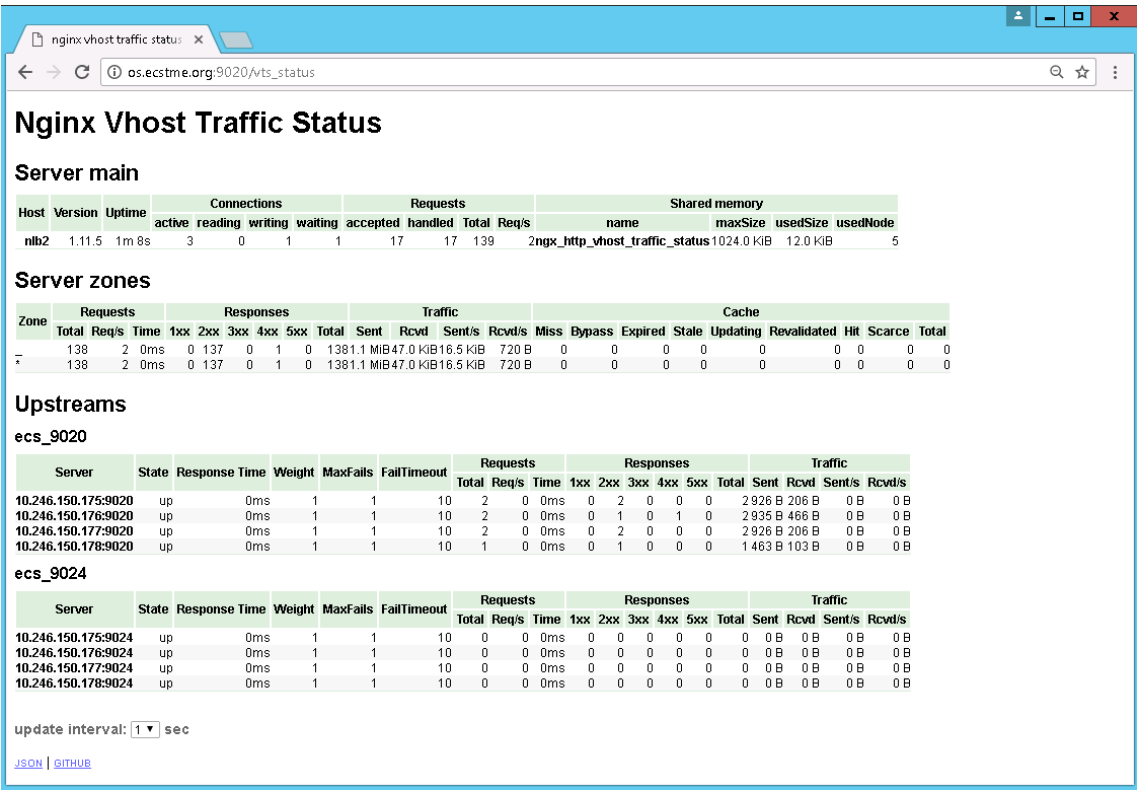 nginx vhost traffic status
os.ecstme.org:9020/vts_status
Nginx Vhost Traffic Status
Server main
Host Version Uptime Connections Requests Shared memory
active reading writing waiting accepted handled Total Req/s name maxSize usedSize usedNode
nlb2 1.11.5 1m 8s 3 0 1 1 17 17 139 2 ngx_http_vhost_traffic_status 1024.0 KiB 12.0 KiB 5
Server zones
Zone Requests Responses Traffic Cache
Total Req/s Time 1xx 2xx 3xx 4xx 5xx Total Sent Rcvd Sent/s Rcvd/s Miss Bypass Expired Stale Updating Revalidated Hit Scarce Total
_ 138 2 0ms 0 137 0 1 0 138 1.1 MiB 47.0 KiB 16.5 KiB 720 B 0 0 0 0 0 0 0 0 0
* 138 2 0ms 0 137 0 1 0 138 1.1 MiB 47.0 KiB 16.5 KiB 720 B 0 0 0 0 0 0 0 0 0
Upstreams
ecs_9020
Server State Response Time Weight MaxFails FailTimeout Requests Responses Traffic
Total Req/s Time 1xx 2xx 3xx 4xx 5xx Total Sent Rcvd Sent/s Rcvd/s
10.246.150.175:9020 up 0ms 1 1 10 2 0 0ms 0 2 0 0 0 2 926 B 206 B 0 B 0 B
10.246.150.176:9020 up 0ms 1 1 10 2 0 0ms 0 1 0 1 0 2 935 B 466 B 0 B 0 B
10.246.150.177:9020 up 0ms 1 1 10 2 0 0ms 0 2 0 0 0 2 926 B 206 B 0 B 0 B
10.246.150.178:9020 up 0ms 1 1 10 1 0 0ms 0 1 0 0 0 1 463 B 103 B 0 B 0 B
ecs_9024
Server State Response Time Weight MaxFails FailTimeout Requests Responses Traffic
Total Req/s Time 1xx 2xx 3xx 4xx 5xx Total Sent Rcvd Sent/s Rcvd/s
10.246.150.175:9024 up 0ms 1 1 10 0 0 0ms 0 0 0 0 0 0 0 B 0 B 0 B 0 B
10.246.150.176:9024 up 0ms 1 1 10 0 0 0ms 0 0 0 0 0 0 0 B 0 B 0 B 0 B
10.246.150.177:9024 up 0ms 1 1 10 0 0 0ms 0 0 0 0 0 0 0 B 0 B 0 B 0 B
10.246.150.178:9024 up 0ms 1 1 10 0 0 0ms 0 0 0 0 0 0 0 B 0 B 0 B 0 B
update interval: 1 sec
JSON | GITHUB